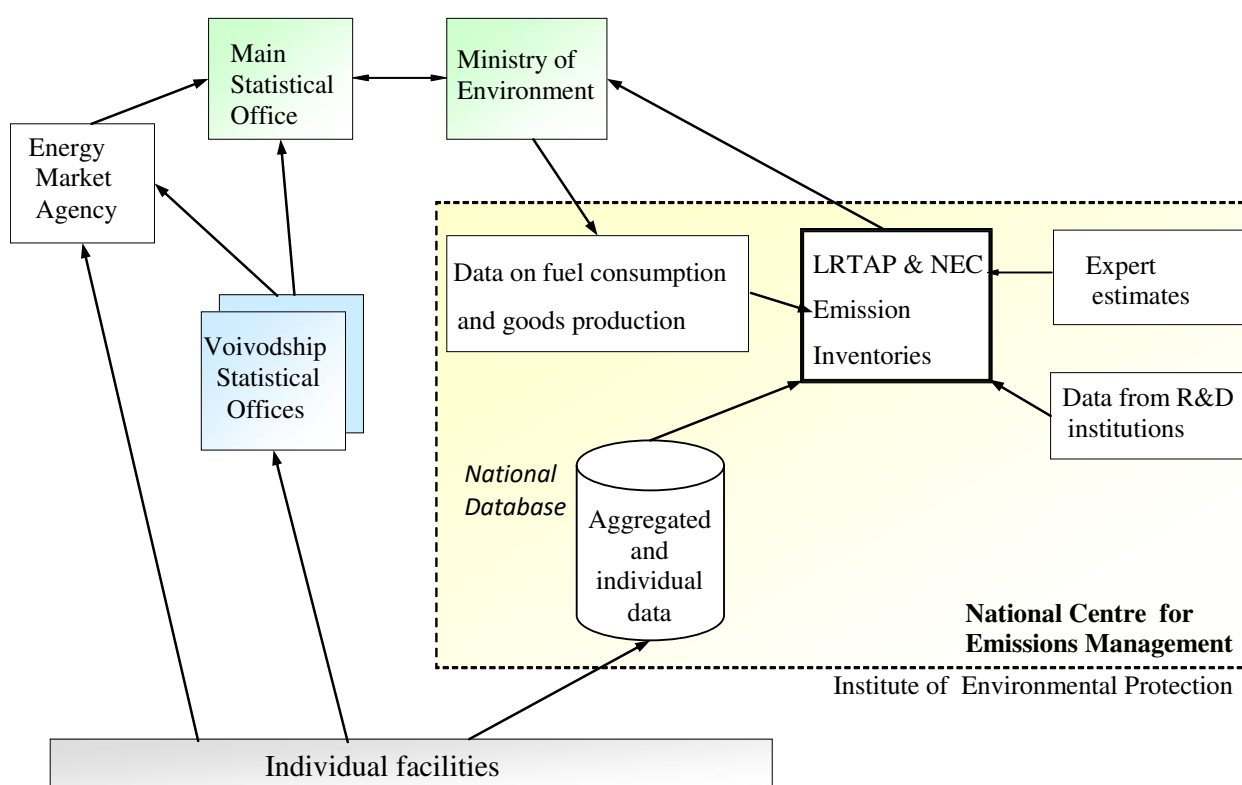 Main
Statistical
Office
Ministry of
Environment
Energy
Market
Agency
Data on fuel consumption
and goods production
LRTAP & NEC
Emission
Inventories
Expert
estimates
Voivodship
Statistical
Offices
Data from R&D
institutions
National
Database
Aggregated
and
individual
data
National Centre for
Emissions Management
Institute of Environmental Protection
Individual facilities